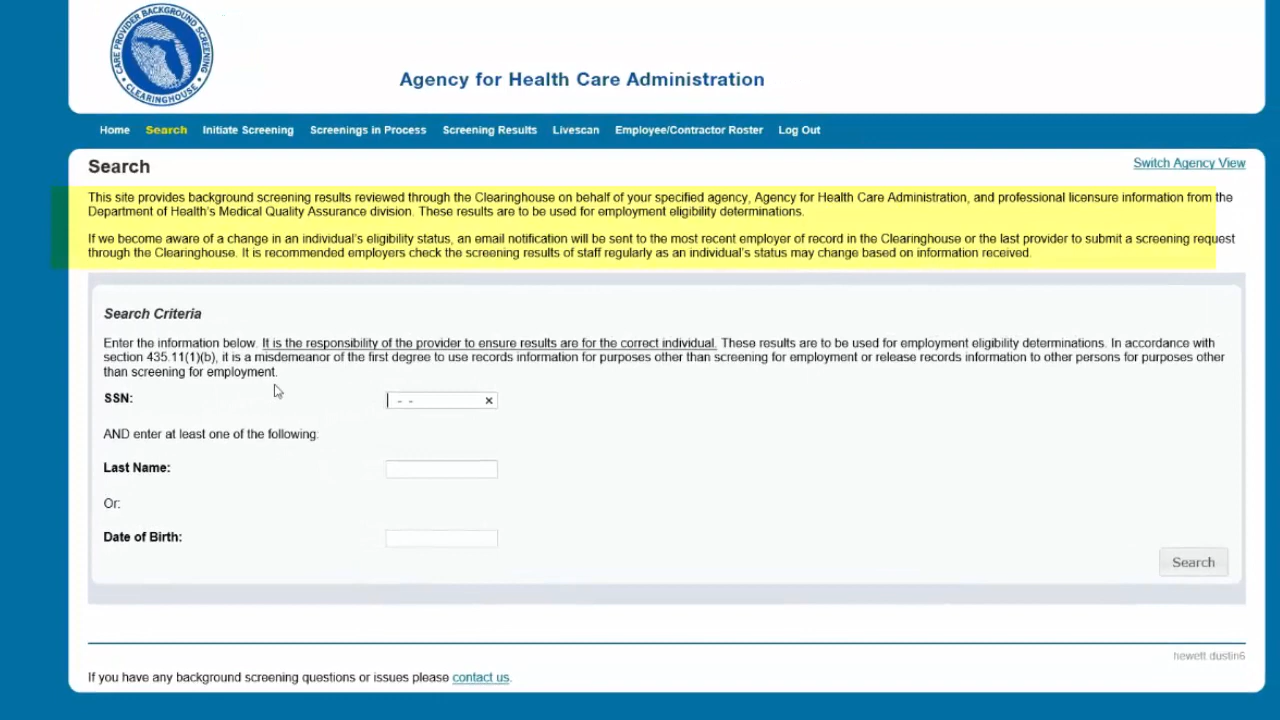 CARE PROVIDER BACKGROUND SCREENING
CLEARINGHOUSE
Agency for Health Care Administration
Home Search Initiate Screening Screenings in Process Screening Results Livescan Employee/Contractor Roster Log Out
Search
Switch Agency View
This site provides background screening results reviewed through the Clearinghouse on behalf of your specified agency, Agency for Health Care Administration, and professional licensure information from the
Department of Health's Medical Quality Assurance division. These results are to be used for employment eligibility determinations.
If we become aware of a change in an individual's eligibility status, an email notification will be sent to the most recent employer of record in the Clearinghouse or the last provider to submit a screening request
through the Clearinghouse. It is recommended employers check the screening results of staff regularly as an individual's status may change based on information received.
Search Criteria
Enter the information below. It is the responsibility of the provider to ensure results are for the correct individual. These results are to be used for employment eligibility determinations. In accordance with
section 435.11(1)(b), it is a misdemeanor of the first degree to use records information for purposes other than screening for employment or release records information to other persons for purposes other
than screening for employment.
SSN: - - ×
AND enter at least one of the following:
Last Name:
Or:
Date of Birth:
Search
hewett dustin6
If you have any background screening questions or issues please contact us.